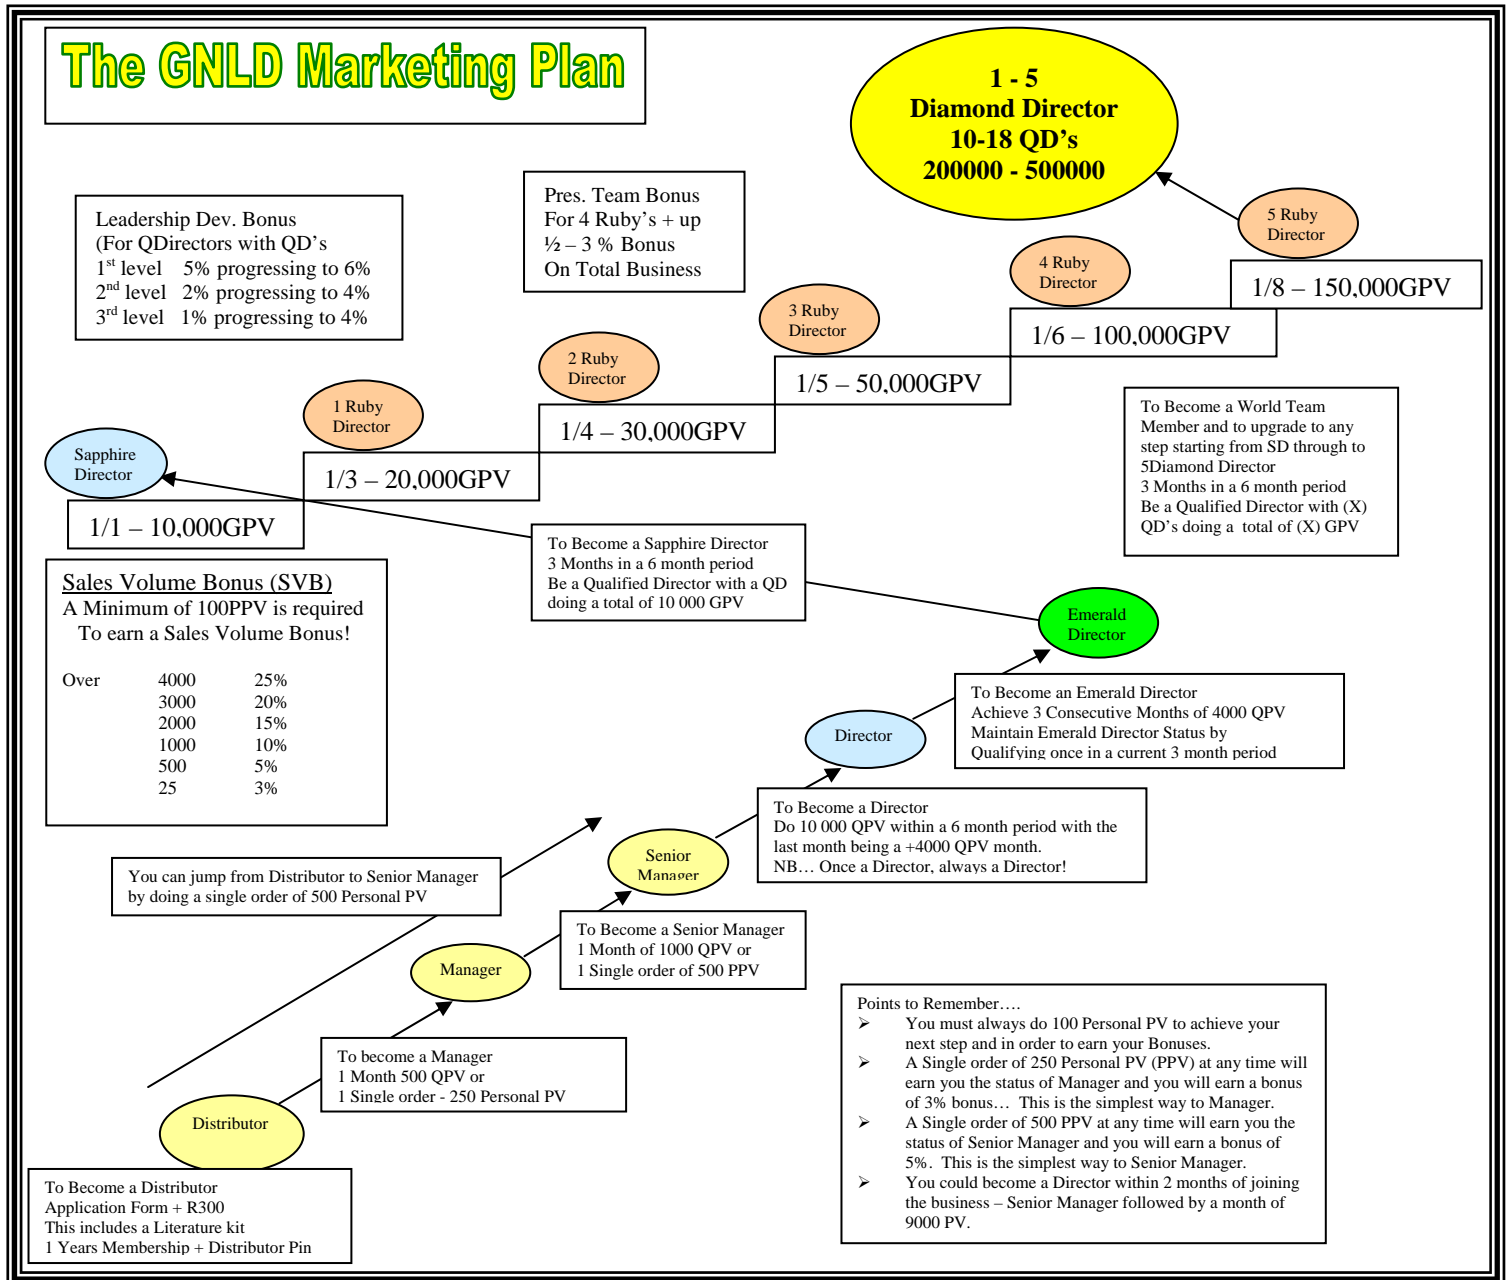 The GNLD Marketing Plan
1 - 5
Diamond Director
10-18 QD's
200000 - 500000
Leadership Dev. Bonus
(For QDirectors with QD's
1st level 5% progressing to 6%
2nd level 2% progressing to 4%
3rd level 1% progressing to 4%
Pres. Team Bonus
For 4 Ruby's + up
½ – 3 % Bonus
On Total Business
5 Ruby
Director
1/8 – 150,000GPV
4 Ruby
Director
1/6 – 100,000GPV
3 Ruby
Director
1/5 – 50,000GPV
2 Ruby
Director
1/4 – 30,000GPV
1 Ruby
Director
1/3 – 20,000GPV
Sapphire
Director
1/1 – 10,000GPV
To Become a World Team
Member and to upgrade to any
step starting from SD through to
5Diamond Director
3 Months in a 6 month period
Be a Qualified Director with (X)
QD's doing a total of (X) GPV
To Become a Sapphire Director
3 Months in a 6 month period
Be a Qualified Director with a QD
doing a total of 10 000 GPV
Sales Volume Bonus (SVB)
A Minimum of 100PPV is required
To earn a Sales Volume Bonus!
Over 4000 25%
3000 20%
2000 15%
1000 10%
500 5%
25 3%
Emerald
Director
To Become an Emerald Director
Achieve 3 Consecutive Months of 4000 QPV
Maintain Emerald Director Status by
Qualifying once in a current 3 month period
Director
To Become a Director
Do 10 000 QPV within a 6 month period with the
last month being a +4000 QPV month.
NB… Once a Director, always a Director!
Senior
Manager
You can jump from Distributor to Senior Manager
by doing a single order of 500 Personal PV
To Become a Senior Manager
1 Month of 1000 QPV or
1 Single order of 500 PPV
Manager
To become a Manager
1 Month 500 QPV or
1 Single order - 250 Personal PV
Distributor
To Become a Distributor
Application Form + R300
This includes a Literature kit
1 Years Membership + Distributor Pin
Points to Remember….
➢ You must always do 100 Personal PV to achieve your
next step and in order to earn your Bonuses.
➢ A Single order of 250 Personal PV (PPV) at any time will
earn you the status of Manager and you will earn a bonus
of 3% bonus… This is the simplest way to Manager.
➢ A Single order of 500 PPV at any time will earn you the
status of Senior Manager and you will earn a bonus of
5%. This is the simplest way to Senior Manager.
➢ You could become a Director within 2 months of joining
the business – Senior Manager followed by a month of
9000 PV.